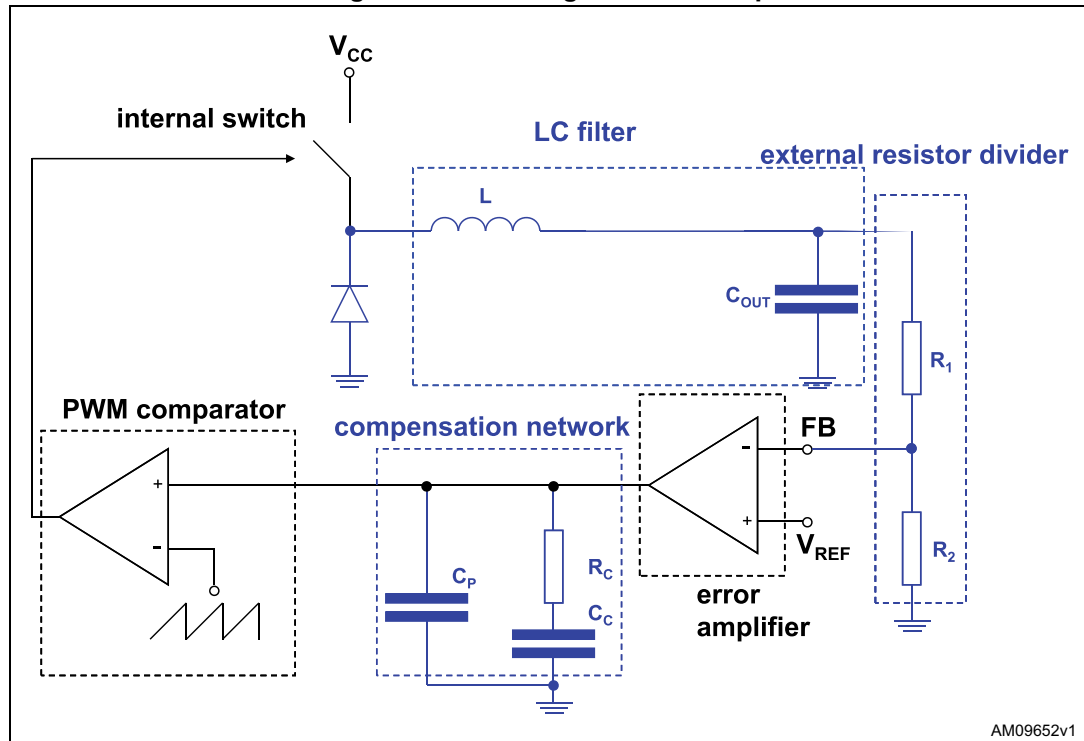 V_CC
internal switch
LC filter
external resistor divider
L
C_OUT
R_1
PWM comparator
compensation network
FB
-
+
+
-
V_REF
R_2
C_P
R_C
C_C
error
amplifier
AM09652v1